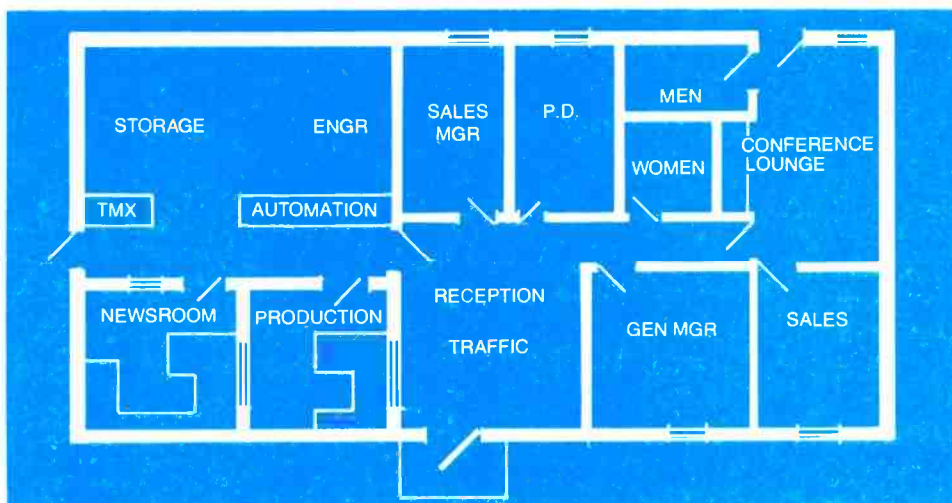 STORAGE
ENGR
SALES
MGR
P.D.
MEN
WOMEN
CONFERENCE
LOUNGE
TMX
AUTOMATION
NEWSROOM
PRODUCTION
RECEPTION
TRAFFIC
GEN MGR
SALES